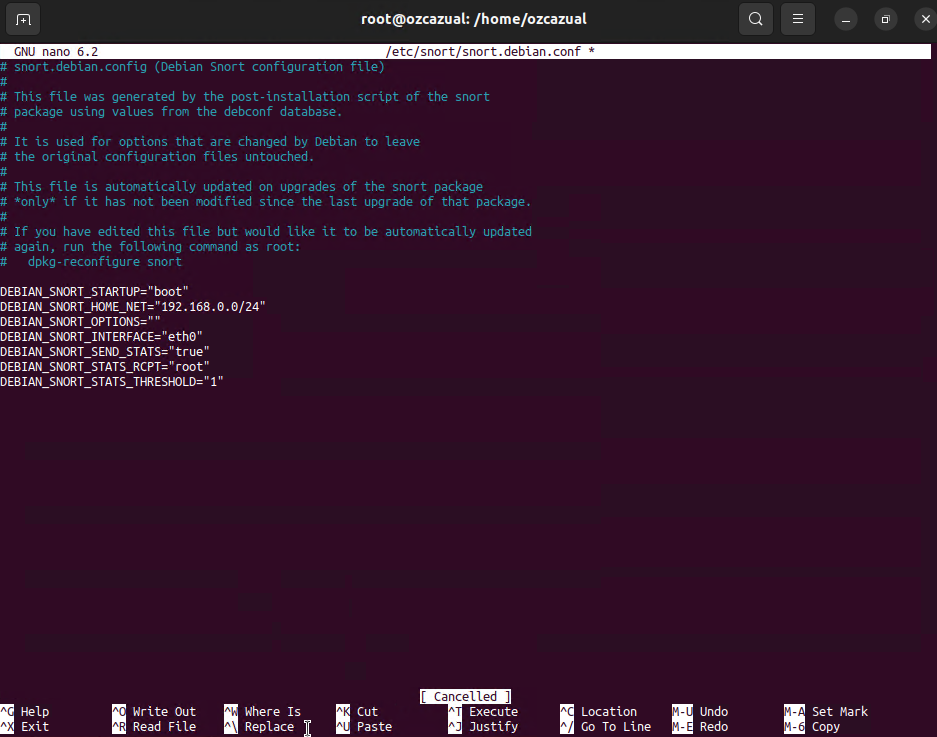 root@ozcazual: /home/ozcazual
GNU nano 6.2 /etc/snort/snort.debian.conf *
# snort.debian.config (Debian Snort configuration file)
#
# This file was generated by the post-installation script of the snort
# package using values from the debconf database.
#
# It is used for options that are changed by Debian to leave
# the original configuration files untouched.
#
# This file is automatically updated on upgrades of the snort package
# *only* if it has not been modified since the last upgrade of that package.
#
# If you have edited this file but would like it to be automatically updated
# again, run the following command as root:
#   dpkg-reconfigure snort
DEBIAN_SNORT_STARTUP="boot"
DEBIAN_SNORT_HOME_NET="192.168.0.0/24"
DEBIAN_SNORT_OPTIONS=""
DEBIAN_SNORT_INTERFACE="eth0"
DEBIAN_SNORT_SEND_STATS="true"
DEBIAN_SNORT_STATS_RCPT="root"
DEBIAN_SNORT_STATS_THRESHOLD="1"
[ Cancelled ]
^G Help ^O Write Out ^W Where Is ^K Cut ^T Execute ^C Location M-U Undo M-A Set Mark
^X Exit ^R Read File ^\ Replace ^U Paste ^J Justify ^/ Go To Line M-E Redo M-6 Copy